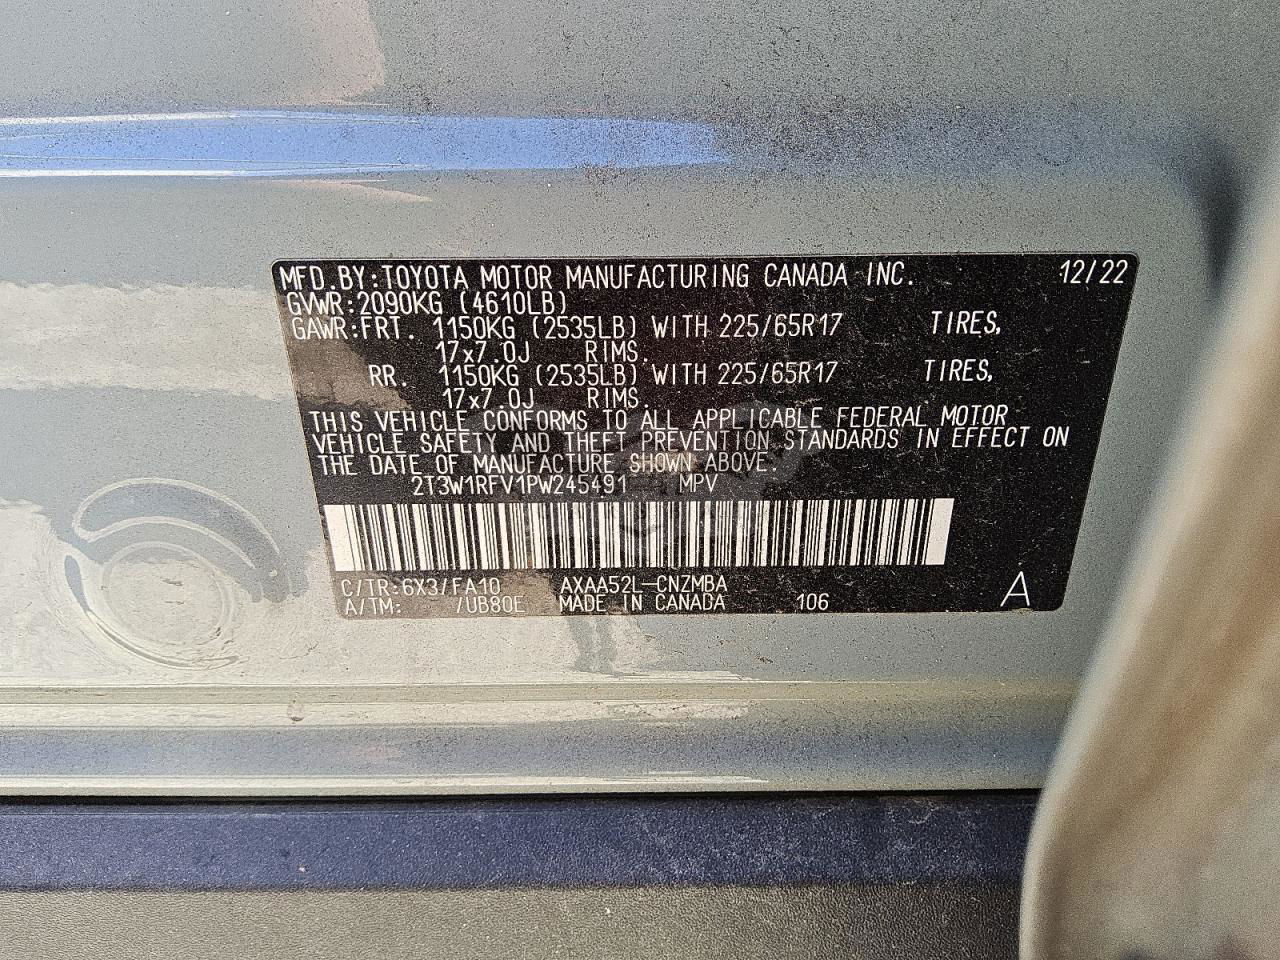 MFD.BY:TOYOTA MOTOR MANUFACTURING CANADA INC. 12/22
GVWR:2090KG (4610LB)
GAWR:FRT. 1150KG (2535LB) WITH 225/65R17 TIRES,
17x7.0J RIMS.
RR. 1150KG (2535LB) WITH 225/65R17 TIRES,
17x7.0J RIMS.
THIS VEHICLE CONFORMS TO ALL APPLICABLE FEDERAL MOTOR
VEHICLE SAFETY AND THEFT PREVENTION STANDARDS IN EFFECT ON
THE DATE OF MANUFACTURE SHOWN ABOVE.
2T3W1RFV1PW245491 MPV
C/TR:6X3/FA10 AXAA52L-CNZMBA
A/TM: /UB80E MADE IN CANADA 106 A